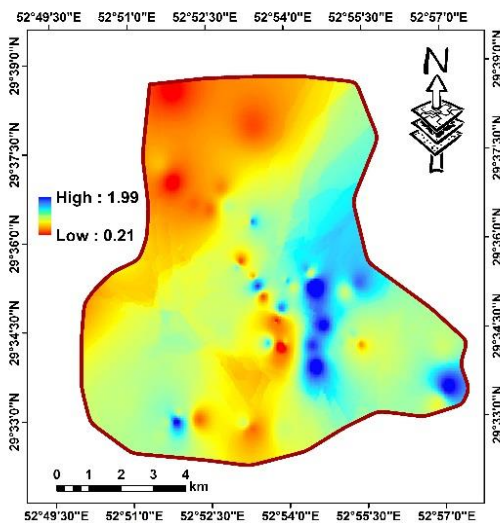 52°49'30"E 52°51'0"E 52°52'30"E 52°54'0"E 52°55'30"E 52°57'0"E
29°39'0"N 29°39'0"N
N
29°37'30"N 29°37'30"N
High : 1.99
Low : 0.21
29°36'0"N 29°36'0"N
29°34'30"N 29°34'30"N
29°33'0"N 29°33'0"N
0 0.5 1 2 3 4
km
52°49'30"E 52°51'0"E 52°52'30"E 52°54'0"E 52°55'30"E 52°57'0"E